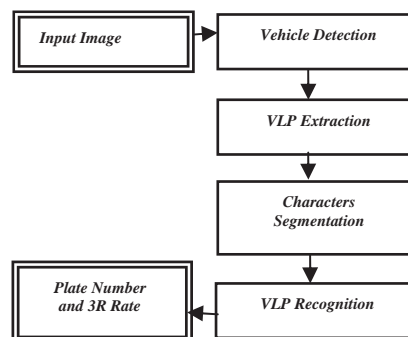 Input Image
Vehicle Detection
VLP Extraction
Characters
Segmentation
VLP Recognition
Plate Number
and 3R Rate